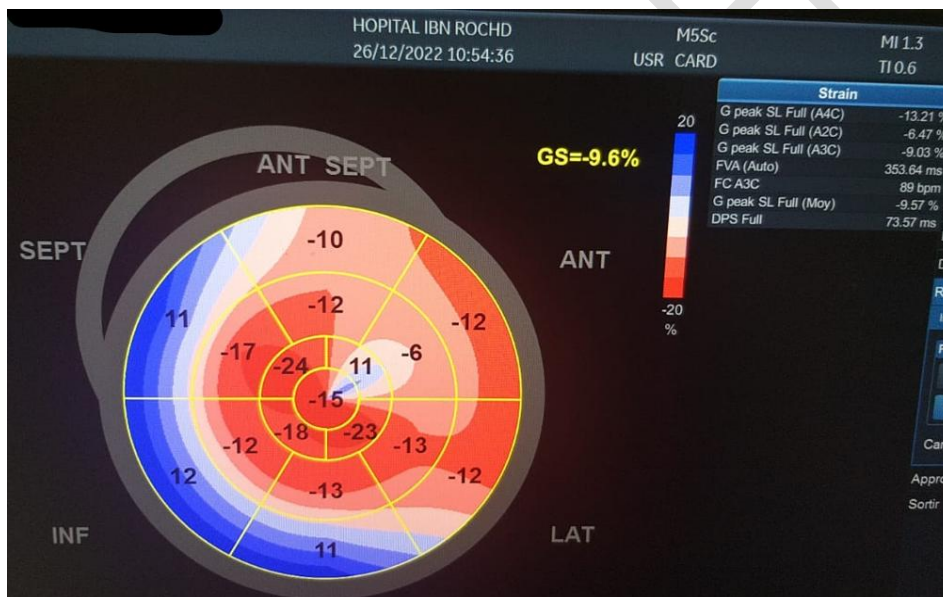 HOPITAL IBN ROCHD
26/12/2022 10:54:36
M5Sc
USR CARD
MI 1.3
TI 0.6
Strain
G peak SL Full (A4C) -13.21 %
G peak SL Full (A2C) -6.47 %
G peak SL Full (A3C) -9.03 %
FVA (Auto) 353.64 ms
FC A3C 89 bpm
G peak SL Full (Moy) -9.57 %
DPS Full 73.57 ms
20
GS=-9.6%
-20
%
ANT SEPT
SEPT
ANT
-10
11
-12
-12
-17
-6
-24
11
-15
-18
-23
-12
-13
12
-12
-13
11
INF
LAT
Appro
Sortir